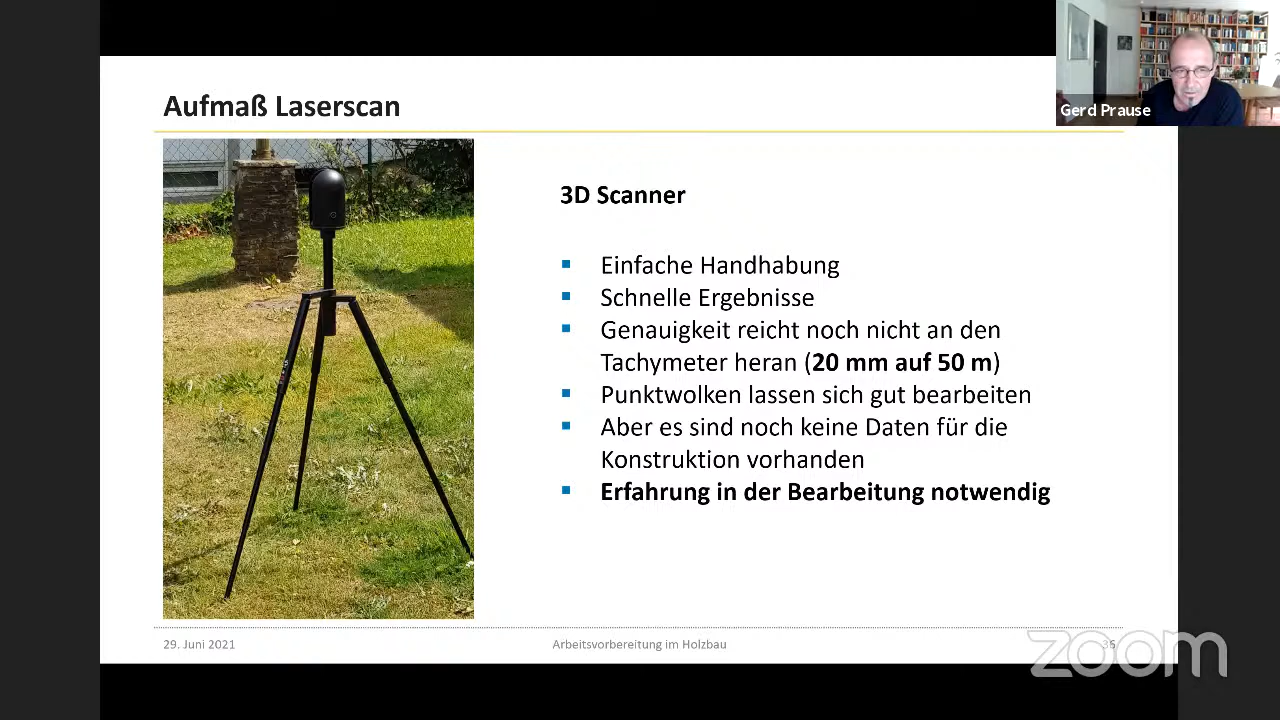 Aufmaß Laserscan
Gerd Prause
3D Scanner
Einfache Handhabung
Schnelle Ergebnisse
Genauigkeit reicht noch nicht an den
Tachymeter heran (20 mm auf 50 m)
Punktwolken lassen sich gut bearbeiten
Aber es sind noch keine Daten für die
Konstruktion vorhanden
Erfahrung in der Bearbeitung notwendig
29. Juni 2021
Arbeitsvorbereitung im Holzbau
36
zoom